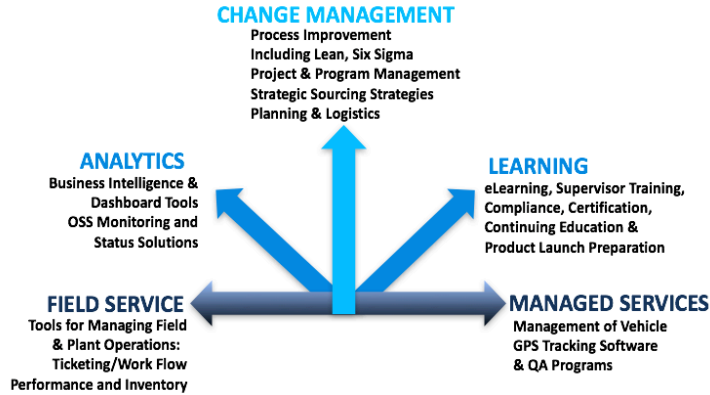 CHANGE MANAGEMENT
Process Improvement
Including Lean, Six Sigma
Project & Program Management
Strategic Sourcing Strategies
Planning & Logistics
ANALYTICS
Business Intelligence &
Dashboard Tools
OSS Monitoring and
Status Solutions
LEARNING
eLearning, Supervisor Training,
Compliance, Certification,
Continuing Education &
Product Launch Preparation
FIELD SERVICE
Tools for Managing Field
& Plant Operations:
Ticketing/Work Flow
Performance and Inventory
MANAGED SERVICES
Management of Vehicle
GPS Tracking Software
& QA Programs